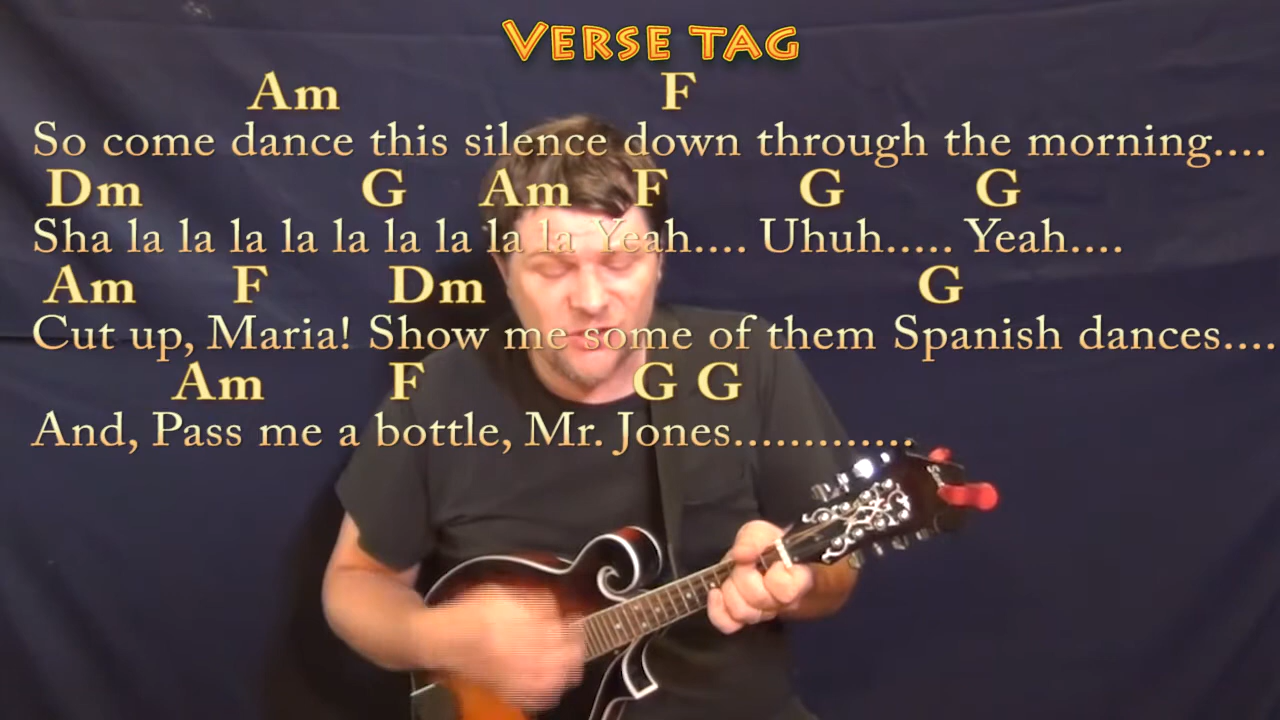 VERSE TAG
Am F
So come dance this silence down through the morning....
Dm G Am F G G
Sha la la la la la la la la la Yeah.... Uhuh..... Yeah....
Am F Dm G
Cut up, Maria! Show me some of them Spanish dances....
Am F G G
And, Pass me a bottle, Mr. Jones.............